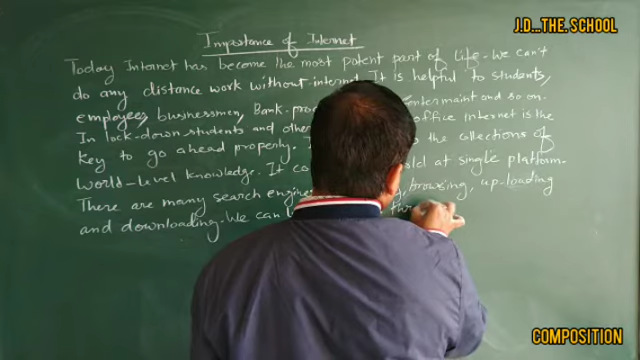 J.D...THE. SCHOOL
Importance of Internet
Today Internet has become the most potent part of life. We can't
do any distance work without internet. It is helpful to students,
employees, businessmen, Bank- and so on.
In lock-down students and office internet is the
key to go ahead properly. the collections of
World-level knowledge. It at single platform.
There are many search browsing, up-loading
and downloading. We can
COMPOSITION